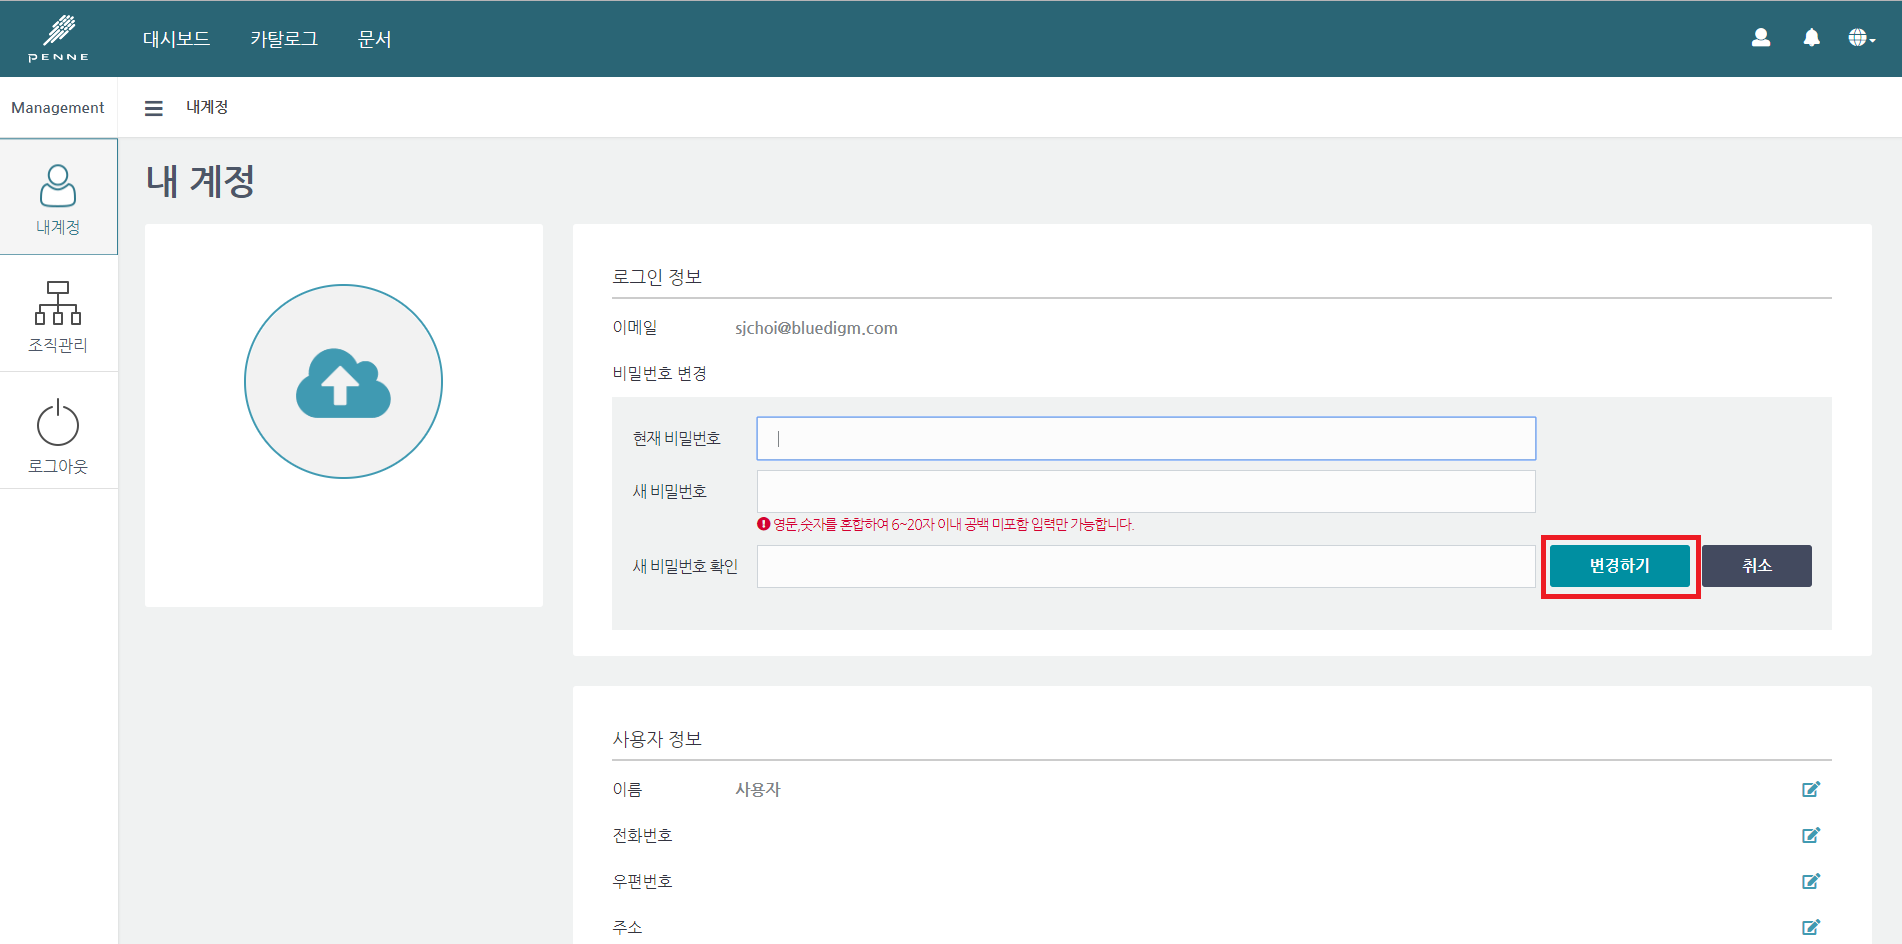 PENNE
대시보드 카탈로그 문서
Management
내계정
내계정
조직관리
로그아웃
내 계정
로그인 정보
이메일 sjchoi@bluedigm.com
비밀번호 변경
현재 비밀번호
새 비밀번호
영문,숫자를 혼합하여 6~20자 이내 공백 미포함 입력만 가능합니다.
새 비밀번호 확인 변경하기 취소
사용자 정보
이름 사용자
전화번호
우편번호
주소